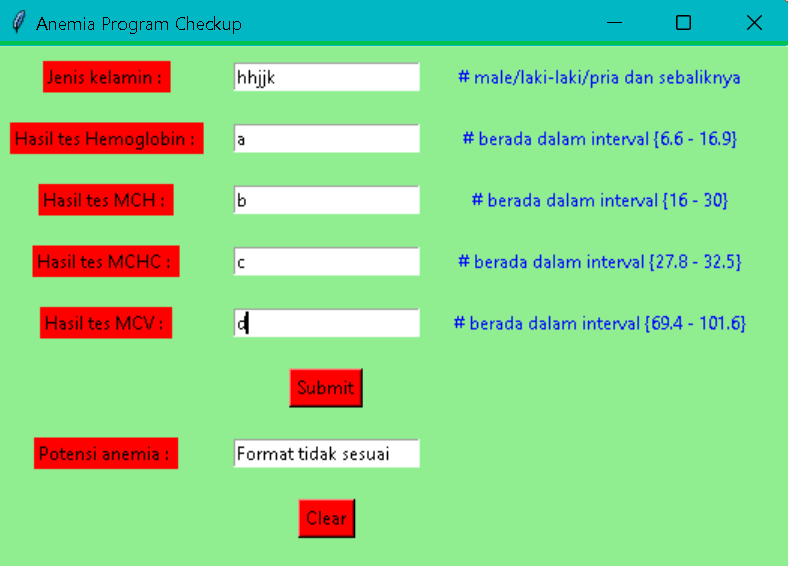 Anemia Program Checkup
Jenis kelamin : hhjjk # male/laki-laki/pria dan sebaliknya
Hasil tes Hemoglobin : a # berada dalam interval {6.6 - 16.9}
Hasil tes MCH : b # berada dalam interval {16 - 30}
Hasil tes MCHC : c # berada dalam interval {27.8 - 32.5}
Hasil tes MCV : d # berada dalam interval {69.4 - 101.6}
Submit
Potensi anemia : Format tidak sesuai
Clear